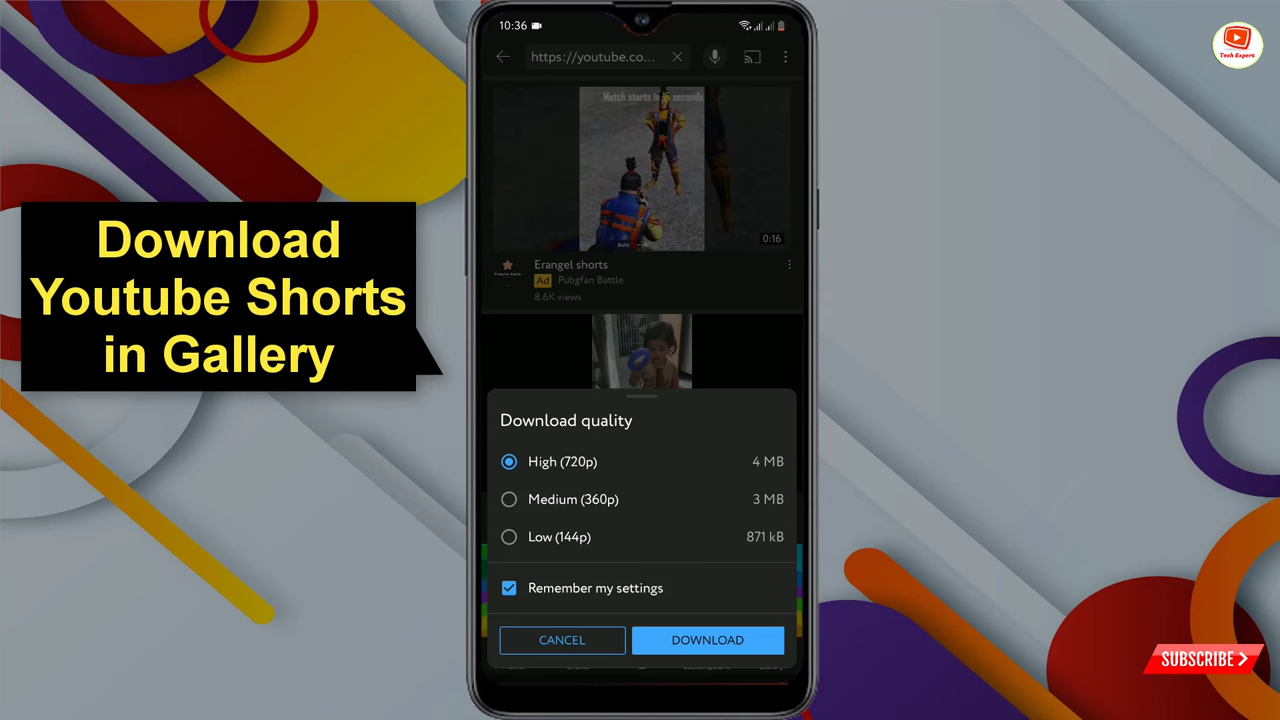 10:36
https://youtube.co...
Tech Expert
Match starts in 15 seconds
Auto
0:16
Erangel shorts
Ad Pubgfan Battle
8.6K views
Download
Youtube Shorts
in Gallery
Download quality
High (720p) 4 MB
Medium (360p) 3 MB
Low (144p) 871 kB
Remember my settings
CANCEL DOWNLOAD
SUBSCRIBE